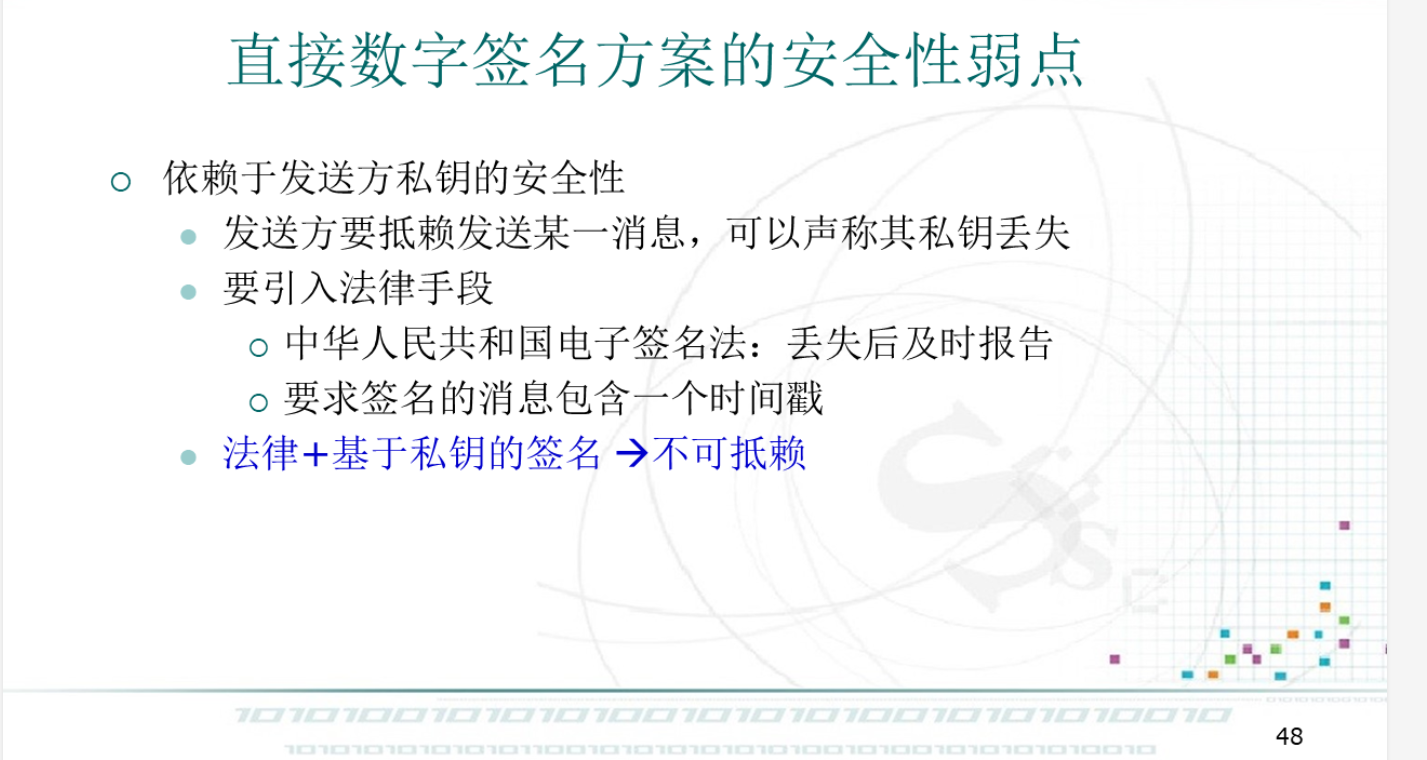 直接数字签名方案的安全性弱点
依赖于发送方私钥的安全性
发送方要抵赖发送某一消息，可以声称其私钥丢失
要引入法律手段
中华人民共和国电子签名法：丢失后及时报告
要求签名的消息包含一个时间戳
法律+基于私钥的签名→不可抵赖
48